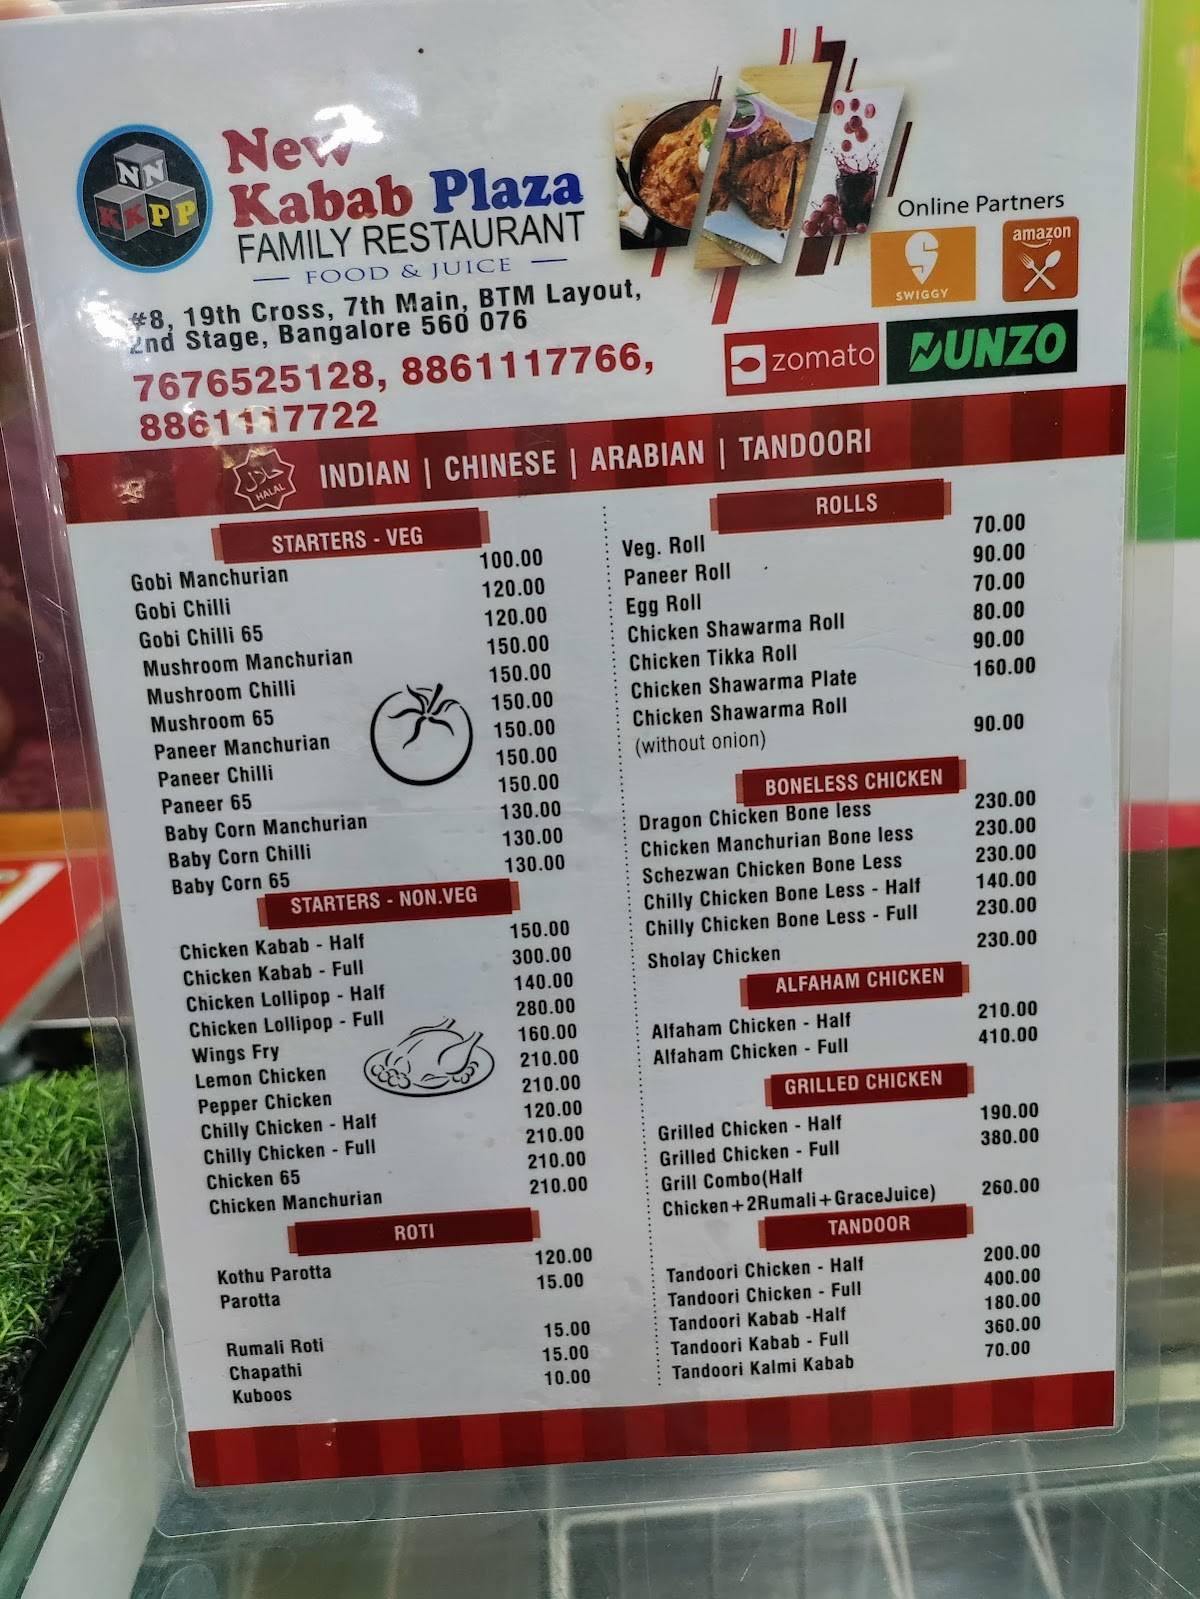 NN
KKPP
New
Kabab Plaza
FAMILY RESTAURANT
FOOD & JUICE
#8, 19th Cross, 7th Main, BTM Layout,
2nd Stage, Bangalore 560 076
7676525128, 8861117766,
8861117722
Online Partners
SWIGGY
amazon
zomato
DUNZO
حلال
HALAL
INDIAN | CHINESE | ARABIAN | TANDOORI
STARTERS - VEG
Gobi Manchurian 100.00
Gobi Chilli 120.00
Gobi Chilli 65 120.00
Mushroom Manchurian 150.00
Mushroom Chilli 150.00
Mushroom 65 150.00
Paneer Manchurian 150.00
Paneer Chilli 150.00
Paneer 65 150.00
Baby Corn Manchurian 130.00
Baby Corn Chilli 130.00
Baby Corn 65 130.00
STARTERS - NON.VEG
Chicken Kabab - Half 150.00
Chicken Kabab - Full 300.00
Chicken Lollipop - Half 140.00
Chicken Lollipop - Full 280.00
Wings Fry 160.00
Lemon Chicken 210.00
Pepper Chicken 210.00
Chilly Chicken - Half 120.00
Chilly Chicken - Full 210.00
Chicken 65 210.00
Chicken Manchurian 210.00
ROTI
Kothu Parotta 120.00
Parotta 15.00
Rumali Roti 15.00
Chapathi 15.00
Kuboos 10.00
ROLLS
Veg. Roll 70.00
Paneer Roll 90.00
Egg Roll 70.00
Chicken Shawarma Roll 80.00
Chicken Tikka Roll 90.00
Chicken Shawarma Plate 160.00
Chicken Shawarma Roll
(without onion) 90.00
BONELESS CHICKEN
Dragon Chicken Bone less 230.00
Chicken Manchurian Bone less 230.00
Schezwan Chicken Bone Less 230.00
Chilly Chicken Bone Less - Half 140.00
Chilly Chicken Bone Less - Full 230.00
Sholay Chicken 230.00
ALFAHAM CHICKEN
Alfaham Chicken - Half 210.00
Alfaham Chicken - Full 410.00
GRILLED CHICKEN
Grilled Chicken - Half 190.00
Grilled Chicken - Full 380.00
Grill Combo(Half
Chicken+2Rumali+GraceJuice) 260.00
TANDOOR
Tandoori Chicken - Half 200.00
Tandoori Chicken - Full 400.00
Tandoori Kabab -Half 180.00
Tandoori Kabab - Full 360.00
Tandoori Kalmi Kabab 70.00